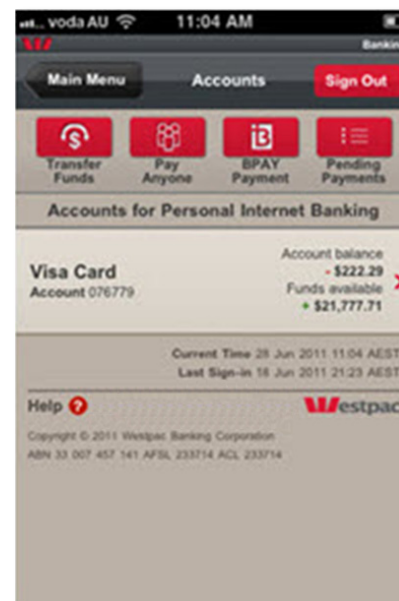 voda AU 11:04 AM
Bankin
Main Menu Accounts Sign Out
Transfer Funds
Pay Anyone
BPAY Payment
Pending Payments
Accounts for Personal Internet Banking
Visa Card
Account 076779
Account balance
- $222.29
Funds available
+ $21,777.71
Current Time 28 Jun 2011 11:04 AEST
Last Sign-in 16 Jun 2011 21:23 AEST
Help ?
Westpac
Copyright © 2011 Westpac Banking Corporation
ABN 33 007 457 141 AFSL 233714 ACL 233714